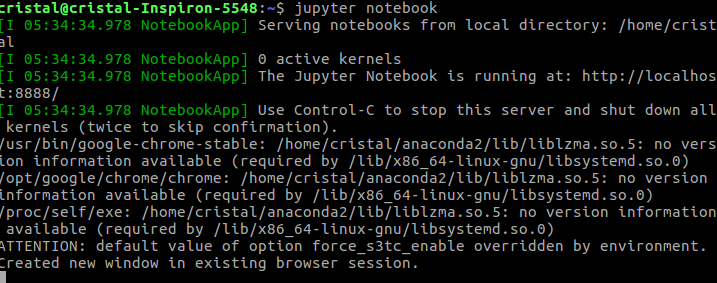 cristal@cristal-Inspiron-5548:~$ jupyter notebook
[I 05:34:34.978 NotebookApp] Serving notebooks from local directory: /home/crist
al
[I 05:34:34.978 NotebookApp] 0 active kernels
[I 05:34:34.978 NotebookApp] The Jupyter Notebook is running at: http://localhos
t:8888/
[I 05:34:34.978 NotebookApp] Use Control-C to stop this server and shut down all
 kernels (twice to skip confirmation).
/usr/bin/google-chrome-stable: /home/cristal/anaconda2/lib/liblzma.so.5: no vers
ion information available (required by /lib/x86_64-linux-gnu/libsystemd.so.0)
/opt/google/chrome/chrome: /home/cristal/anaconda2/lib/liblzma.so.5: no version
information available (required by /lib/x86_64-linux-gnu/libsystemd.so.0)
/proc/self/exe: /home/cristal/anaconda2/lib/liblzma.so.5: no version information
 available (required by /lib/x86_64-linux-gnu/libsystemd.so.0)
ATTENTION: default value of option force_s3tc_enable overridden by environment.
Created new window in existing browser session.